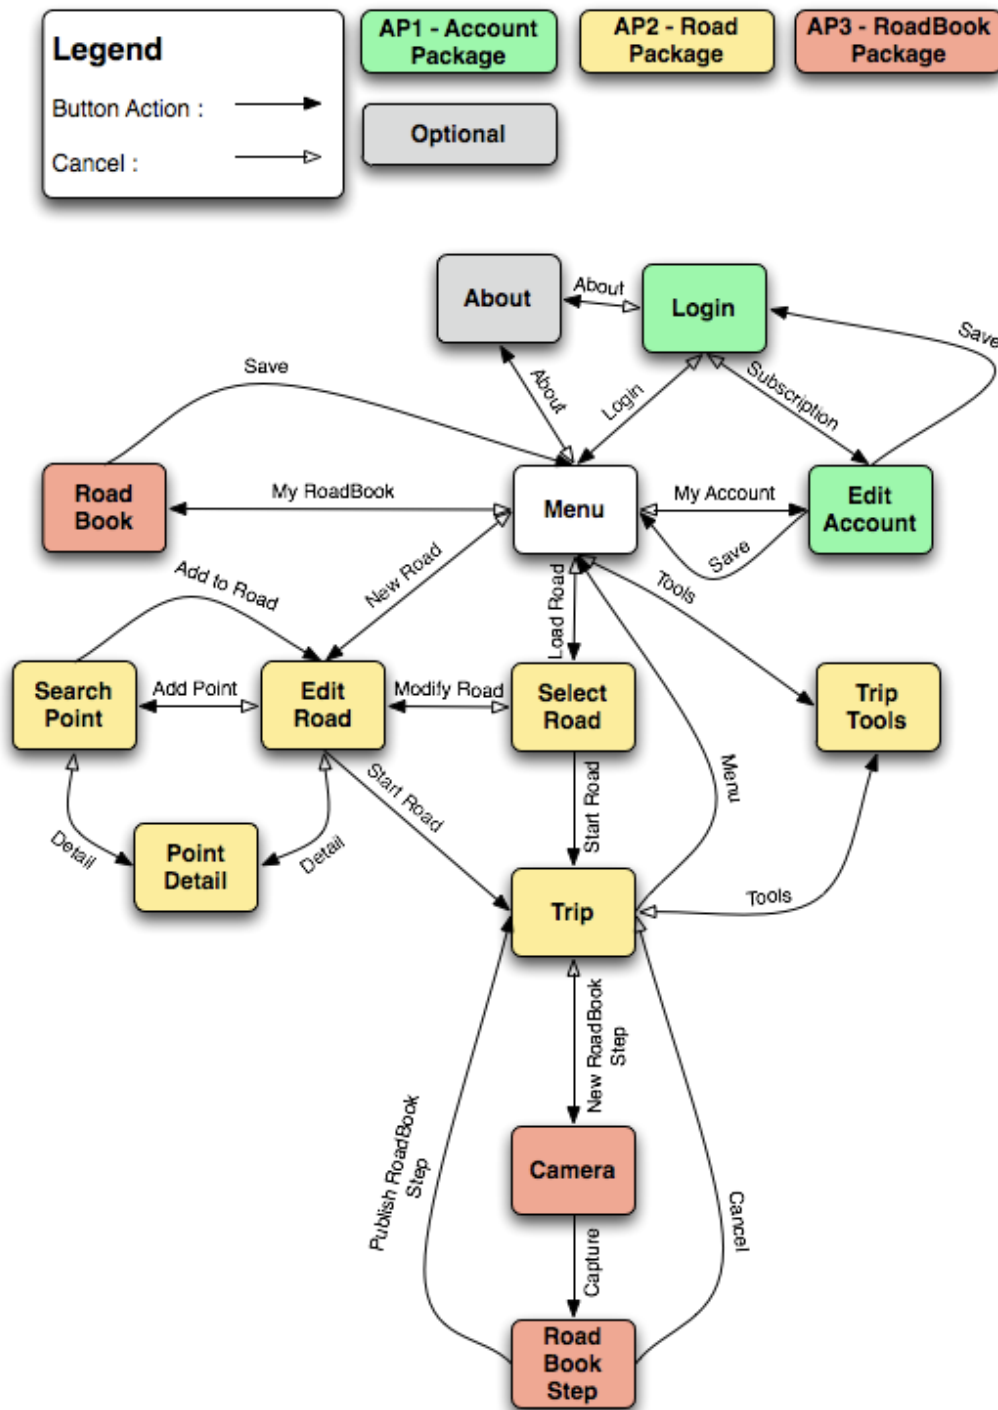 Legend
Button Action :
Cancel :
AP1 - Account
Package
AP2 - Road
Package
AP3 - RoadBook
Package
Optional
About
About
Login
Save
Save
About
Login
Subscription
Road
Book
My RoadBook
Menu
My Account
Edit
Account
Save
Add to Road
New Road
Load Road
Tools
Search
Point
Add Point
Edit
Road
Modify Road
Select
Road
Trip
Tools
Start Road
Start Road
Menu
Detail
Point
Detail
Detail
Trip
Tools
New RoadBook
Step
Publish RoadBook
Step
Camera
Cancel
Capture
Road
Book
Step